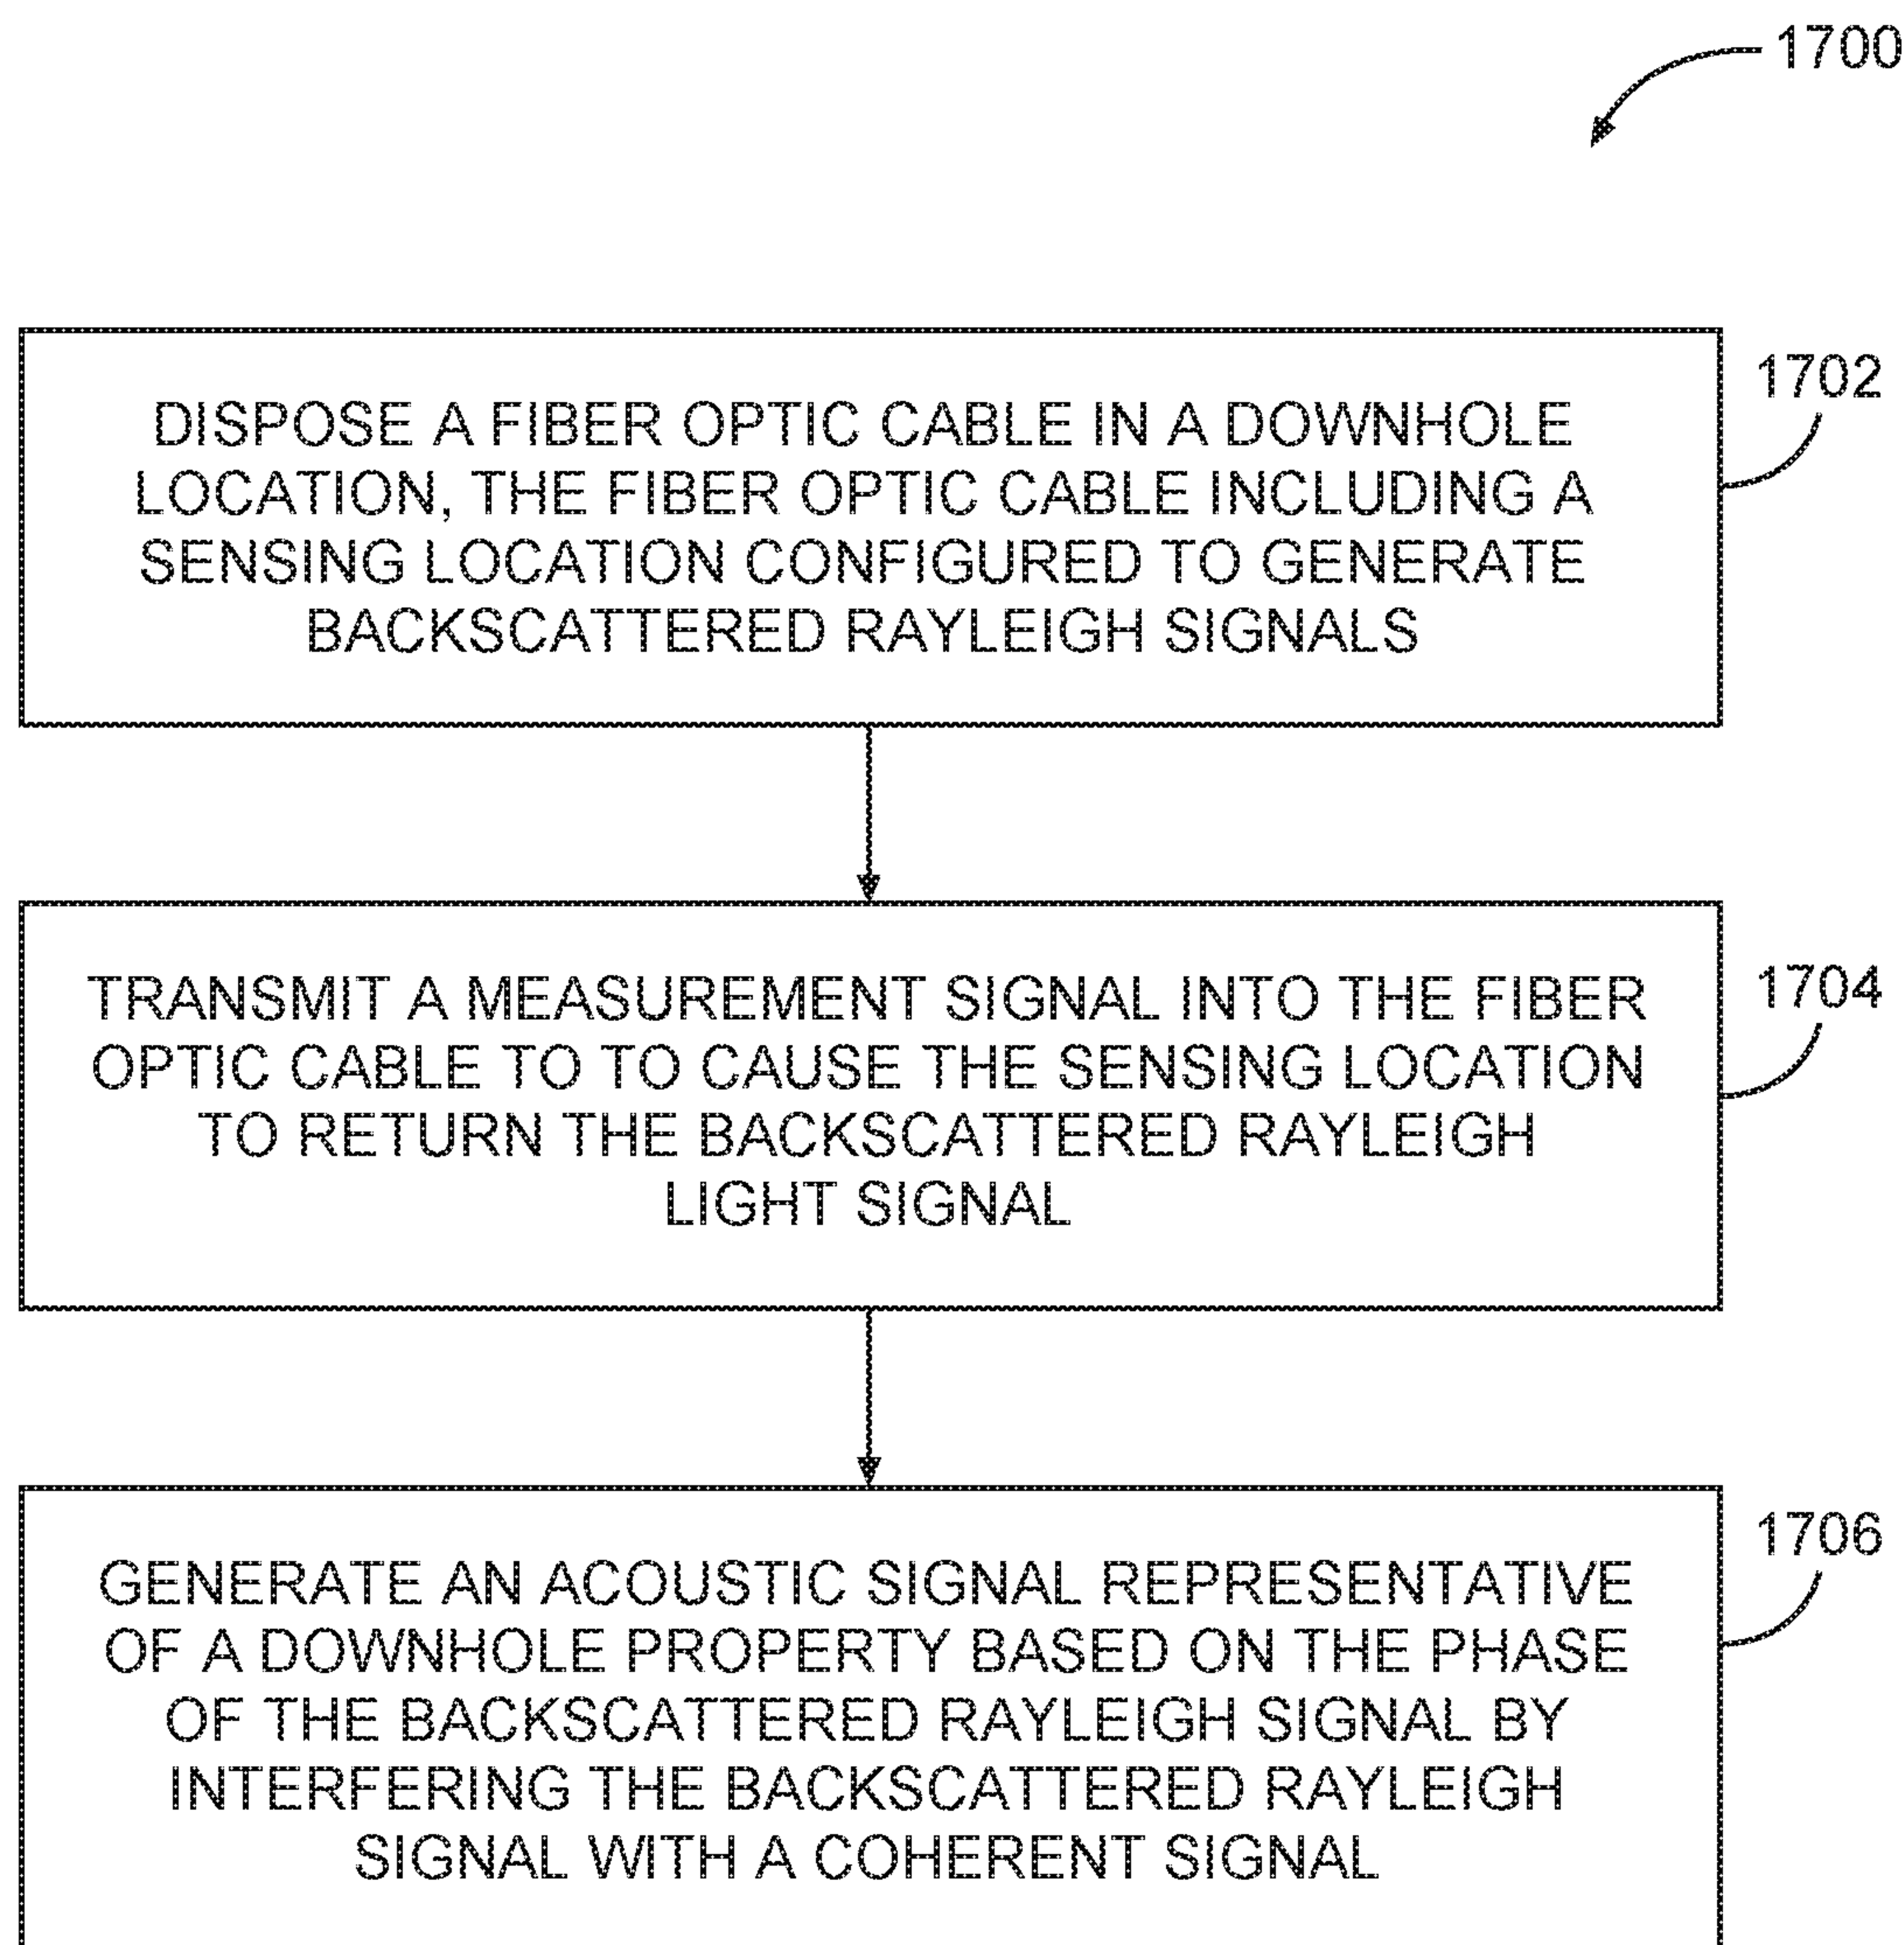 1700
1702
DISPOSE A FIBER OPTIC CABLE IN A DOWNHOLE
LOCATION, THE FIBER OPTIC CABLE INCLUDING A
SENSING LOCATION CONFIGURED TO GENERATE
BACKSCATTERED RAYLEIGH SIGNALS
1704
TRANSMIT A MEASUREMENT SIGNAL INTO THE FIBER
OPTIC CABLE TO TO CAUSE THE SENSING LOCATION
TO RETURN THE BACKSCATTERED RAYLEIGH
LIGHT SIGNAL
1706
GENERATE AN ACOUSTIC SIGNAL REPRESENTATIVE
OF A DOWNHOLE PROPERTY BASED ON THE PHASE
OF THE BACKSCATTERED RAYLEIGH SIGNAL BY
INTERFERING THE BACKSCATTERED RAYLEIGH
SIGNAL WITH A COHERENT SIGNAL